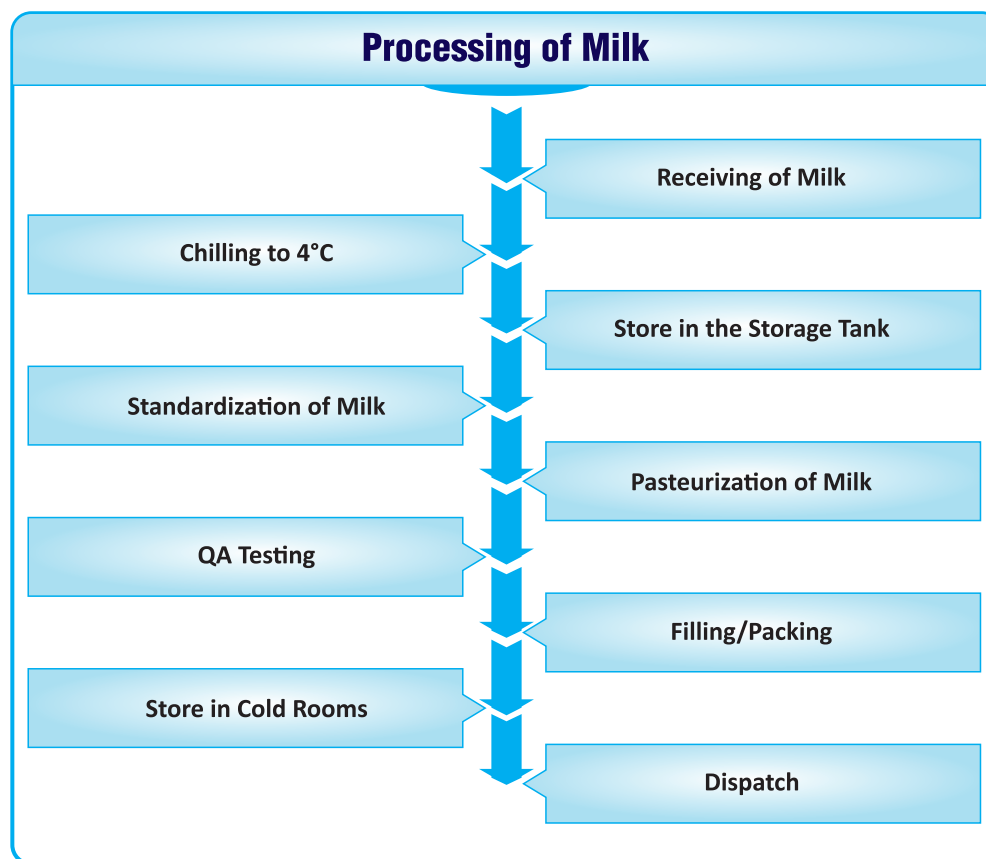 Processing of Milk
Receiving of Milk
Chilling to 4°C
Store in the Storage Tank
Standardization of Milk
Pasteurization of Milk
QA Testing
Filling/Packing
Store in Cold Rooms
Dispatch